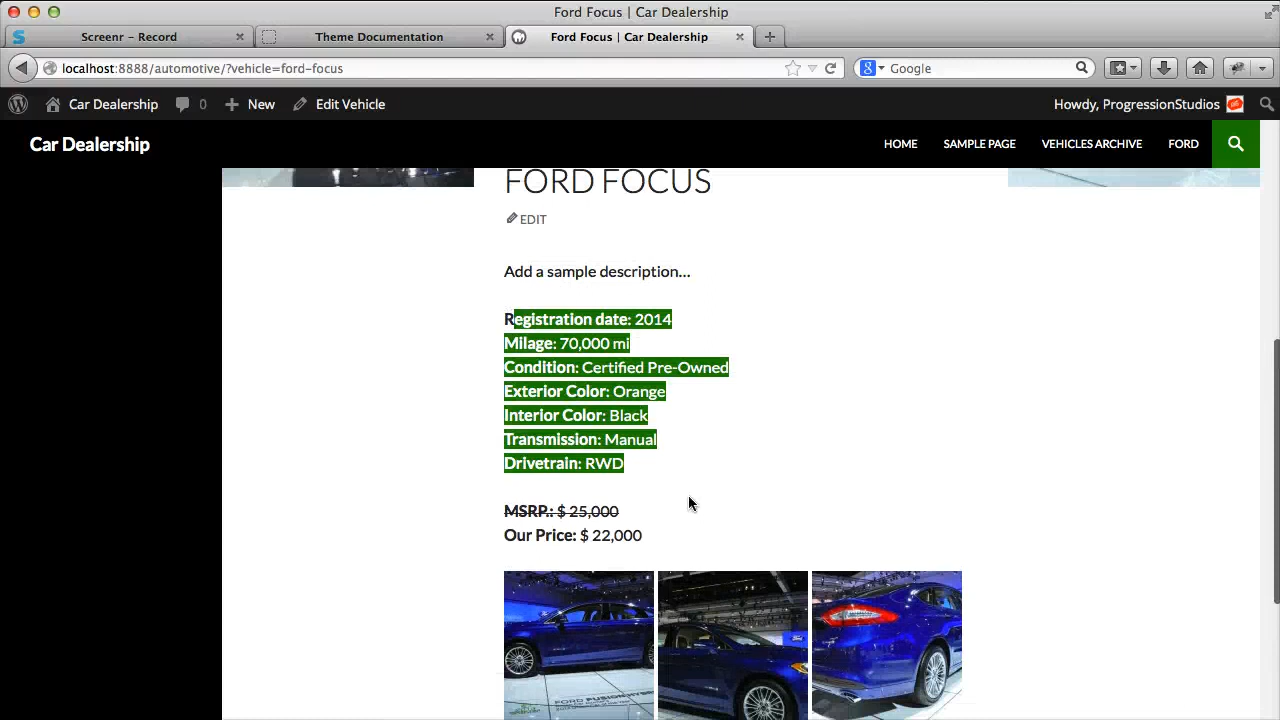 Ford Focus | Car Dealership
Screenr - Record
Theme Documentation
Ford Focus | Car Dealership
localhost:8888/automotive/?vehicle=ford-focus
Google
Car Dealership 0 New Edit Vehicle Howdy, ProgressionStudios
Car Dealership HOME SAMPLE PAGE VEHICLES ARCHIVE FORD
FORD FOCUS
EDIT
Add a sample description...
Registration date: 2014
Milage: 70,000 mi
Condition: Certified Pre-Owned
Exterior Color: Orange
Interior Color: Black
Transmission: Manual
Drivetrain: RWD
MSRP.: $ 25,000
Our Price: $ 22,000